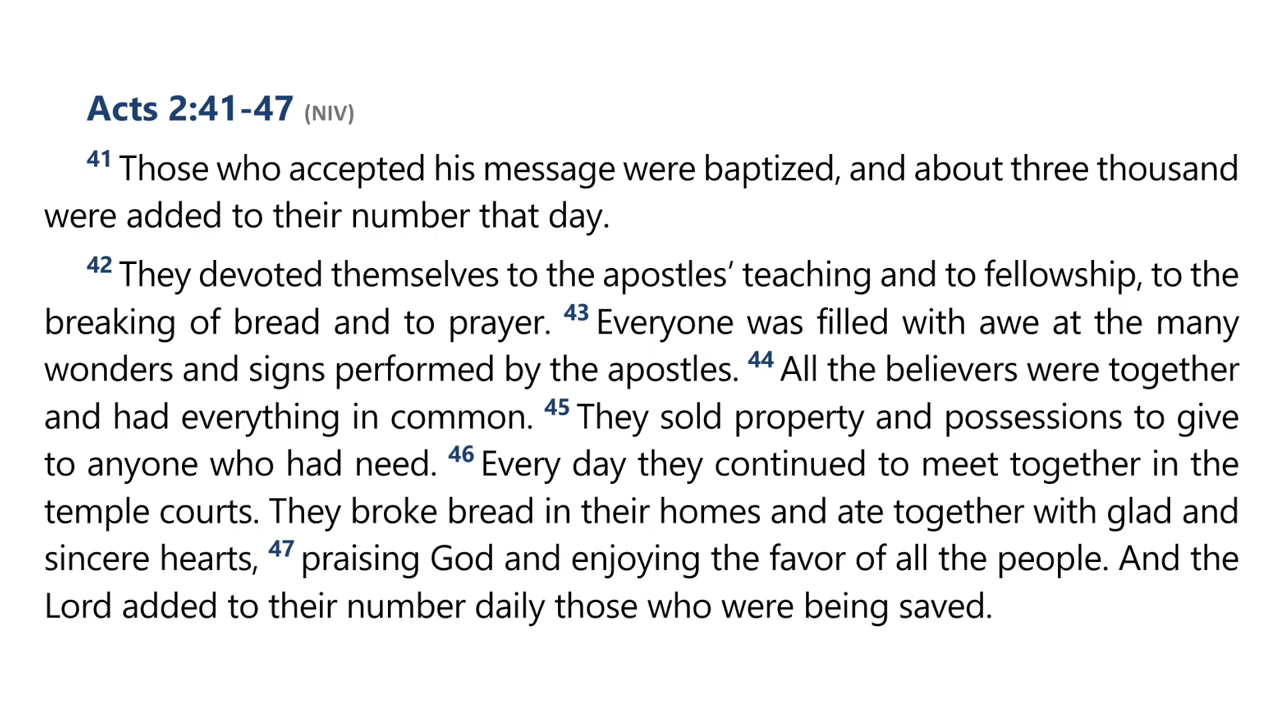 Acts 2:41-47 (NIV)
41 Those who accepted his message were baptized, and about three thousand
were added to their number that day.
42 They devoted themselves to the apostles’ teaching and to fellowship, to the
breaking of bread and to prayer. 43 Everyone was filled with awe at the many
wonders and signs performed by the apostles. 44 All the believers were together
and had everything in common. 45 They sold property and possessions to give
to anyone who had need. 46 Every day they continued to meet together in the
temple courts. They broke bread in their homes and ate together with glad and
sincere hearts, 47 praising God and enjoying the favor of all the people. And the
Lord added to their number daily those who were being saved.